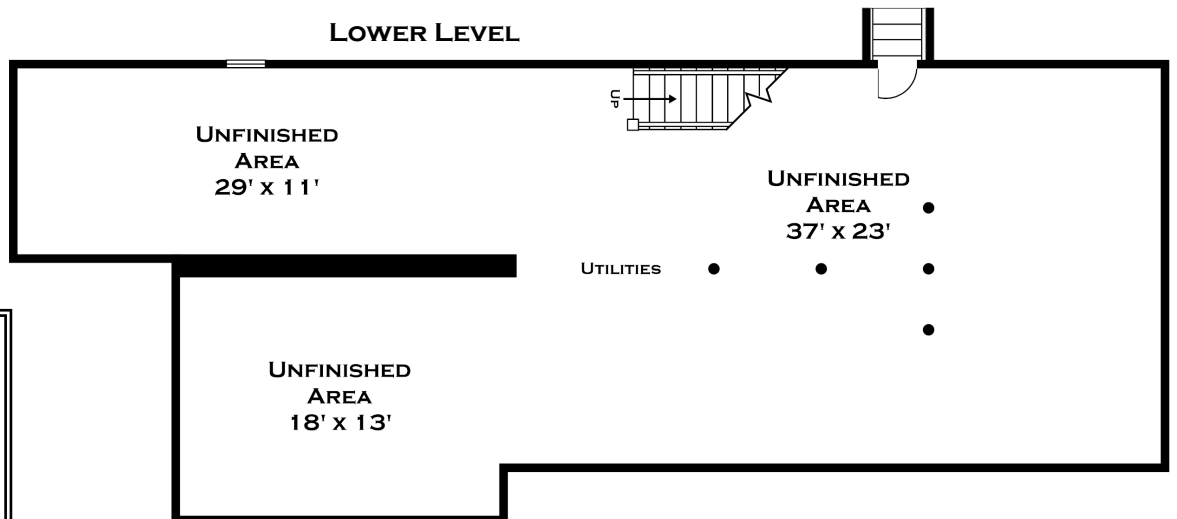 Lower Level
Unfinished
Area
29' x 11'
UP
Unfinished
Area
37' x 23'
Utilities
Unfinished
Area
18' x 13'